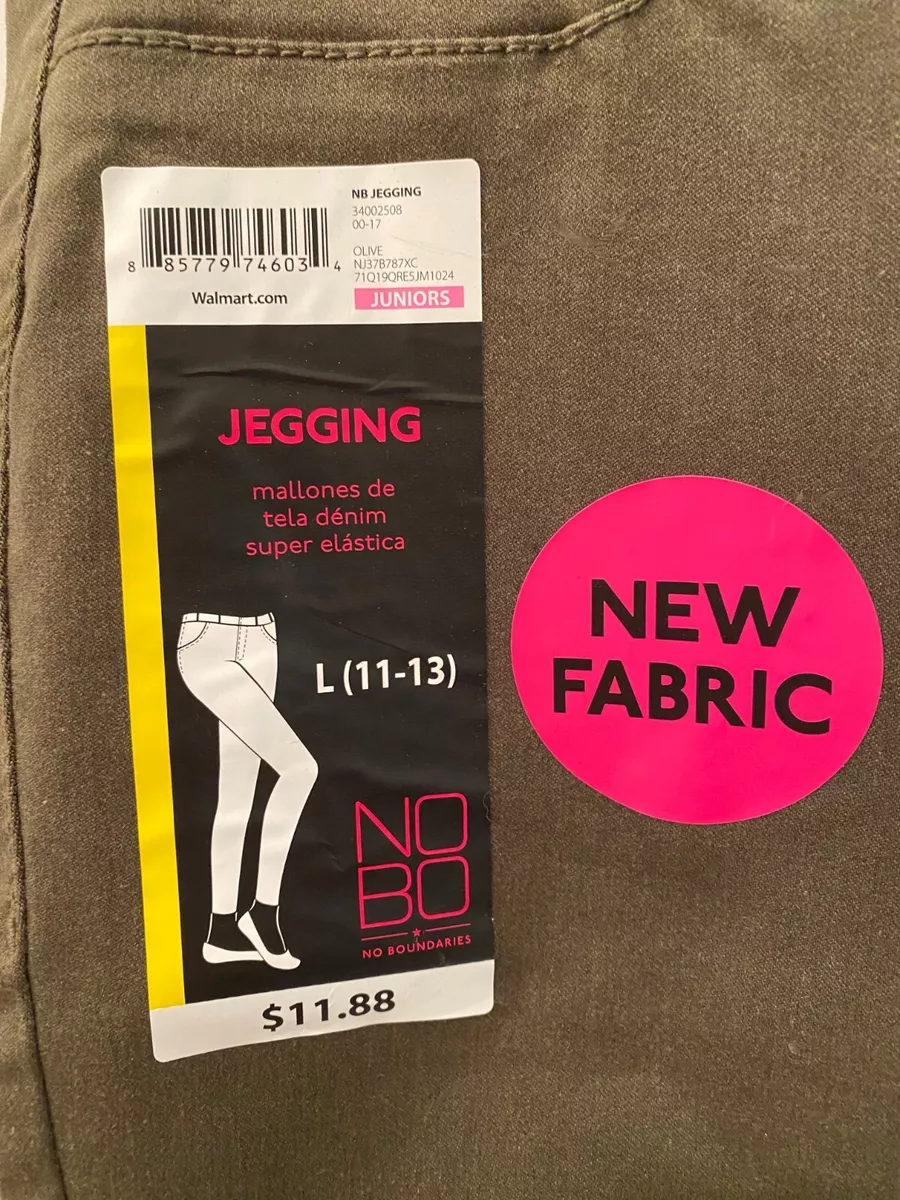 NB JEGGING
34002508
00-17
OLIVE
NJ37B787XC
71Q19QRE5JM1024
JUNIORS
8 85779 74603 4
Walmart.com
JEGGING
mallones de
tela dénim
super elástica
L (11-13)
NO
BO
NO BOUNDARIES
$11.88
NEW
FABRIC